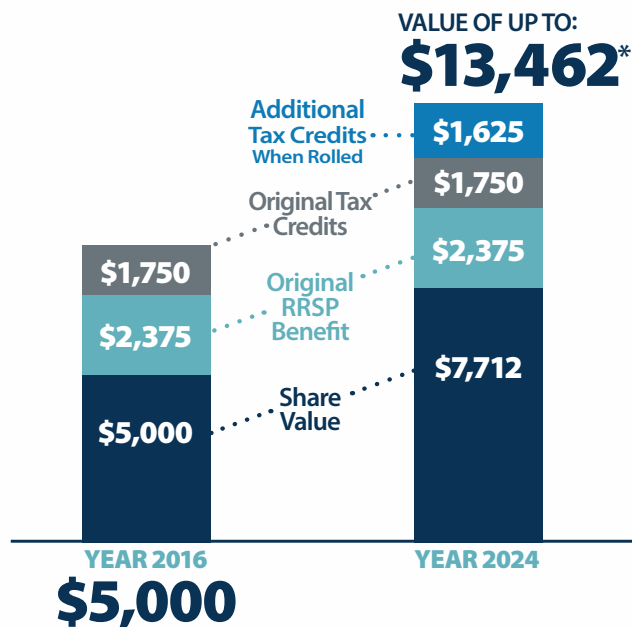 VALUE OF UP TO:
$13,462*
Additional
Tax Credits
When Rolled
$1,625
Original Tax
Credits
$1,750
$1,750
Original
RRSP
Benefit
$2,375
$2,375
Share
Value
$7,712
$5,000
YEAR 2016
YEAR 2024
$5,000